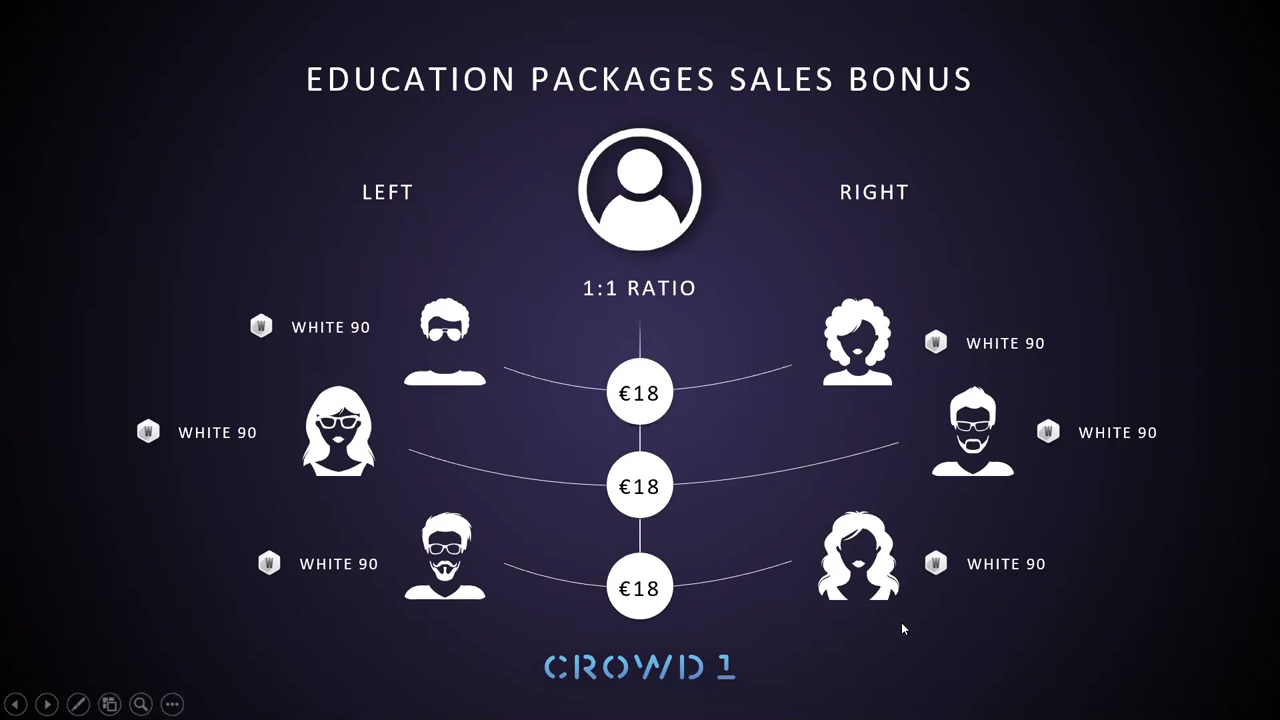 EDUCATION PACKAGES SALES BONUS
LEFT
RIGHT
1:1 RATIO
W WHITE 90
W WHITE 90
€18
W WHITE 90
W WHITE 90
€18
W WHITE 90
W WHITE 90
€18
CROWD 1